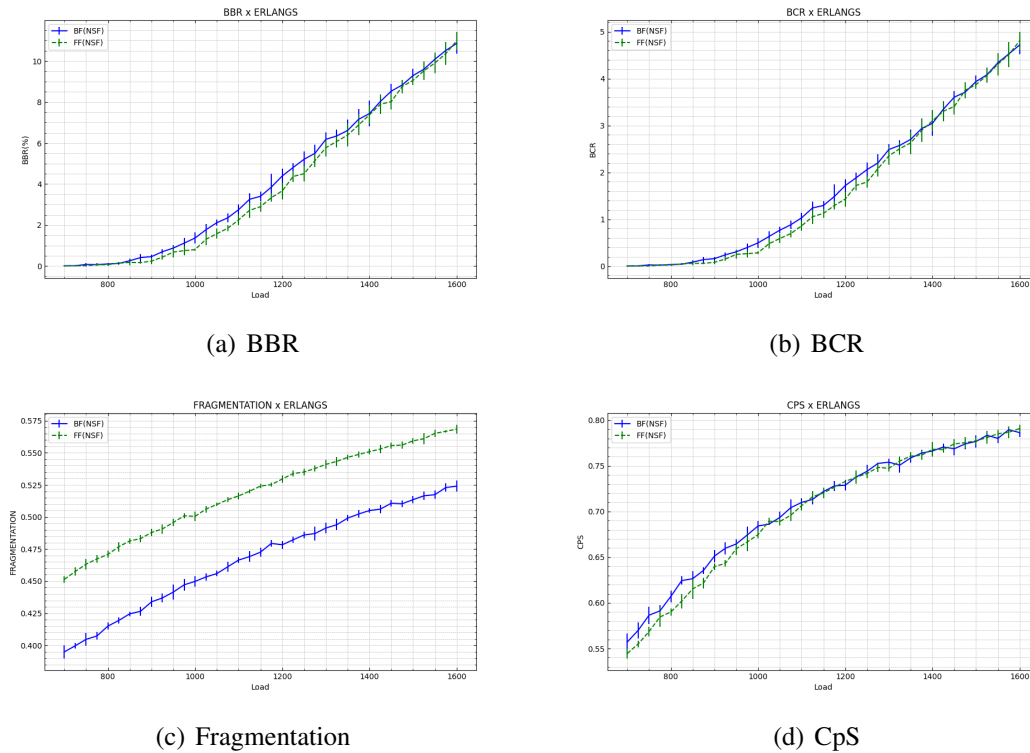 BBR x ERLANGS
BF(NSF)
FF(NSF)
10
8
6
4
2
0
BBR(%)
800
1000
1200
1400
1600
Load
(a) BBR
BCR x ERLANGS
BF(NSF)
FF(NSF)
5
4
3
2
1
0
BCR
800
1000
1200
1400
1600
Load
(b) BCR
FRAGMENTATION x ERLANGS
BF(NSF)
FF(NSF)
0.575
0.550
0.525
0.500
0.475
0.450
0.425
0.400
FRAGMENTATION
800
1000
1200
1400
1600
Load
(c) Fragmentation
CPS x ERLANGS
BF(NSF)
FF(NSF)
0.80
0.75
0.70
0.65
0.60
0.55
CPS
800
1000
1200
1400
1600
Load
(d) CpS